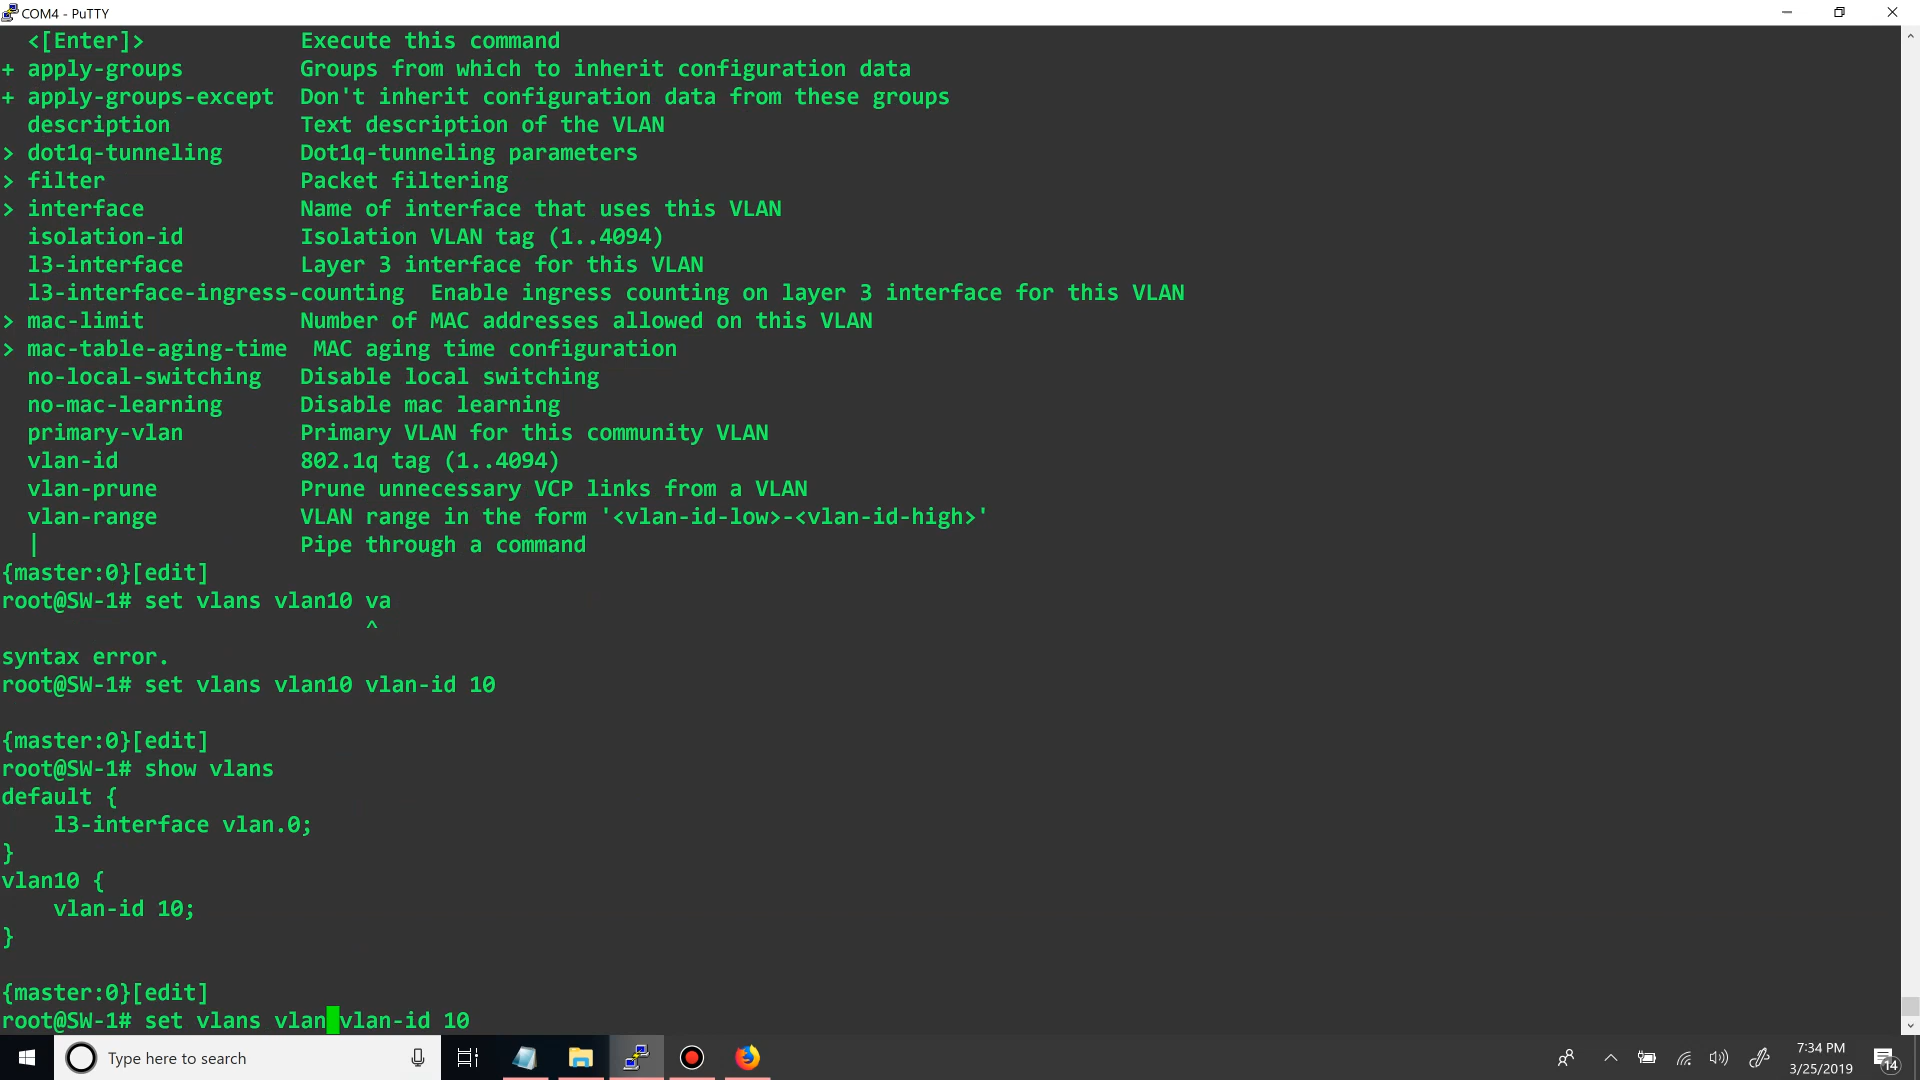 COM4 - PuTTY
<[Enter]> Execute this command
+ apply-groups Groups from which to inherit configuration data
+ apply-groups-except Don't inherit configuration data from these groups
description Text description of the VLAN
> dot1q-tunneling Dot1q-tunneling parameters
> filter Packet filtering
> interface Name of interface that uses this VLAN
isolation-id Isolation VLAN tag (1..4094)
l3-interface Layer 3 interface for this VLAN
l3-interface-ingress-counting Enable ingress counting on layer 3 interface for this VLAN
> mac-limit Number of MAC addresses allowed on this VLAN
> mac-table-aging-time MAC aging time configuration
no-local-switching Disable local switching
no-mac-learning Disable mac learning
primary-vlan Primary VLAN for this community VLAN
vlan-id 802.1q tag (1..4094)
vlan-prune Prune unnecessary VCP links from a VLAN
vlan-range VLAN range in the form '<vlan-id-low>-<vlan-id-high>'
| Pipe through a command
{master:0}[edit]
root@SW-1# set vlans vlan10 va
^
syntax error.
root@SW-1# set vlans vlan10 vlan-id 10
{master:0}[edit]
root@SW-1# show vlans
default {
l3-interface vlan.0;
}
vlan10 {
vlan-id 10;
}
{master:0}[edit]
root@SW-1# set vlans vlan vlan-id 10
Type here to search
7:34 PM
3/25/2019
14